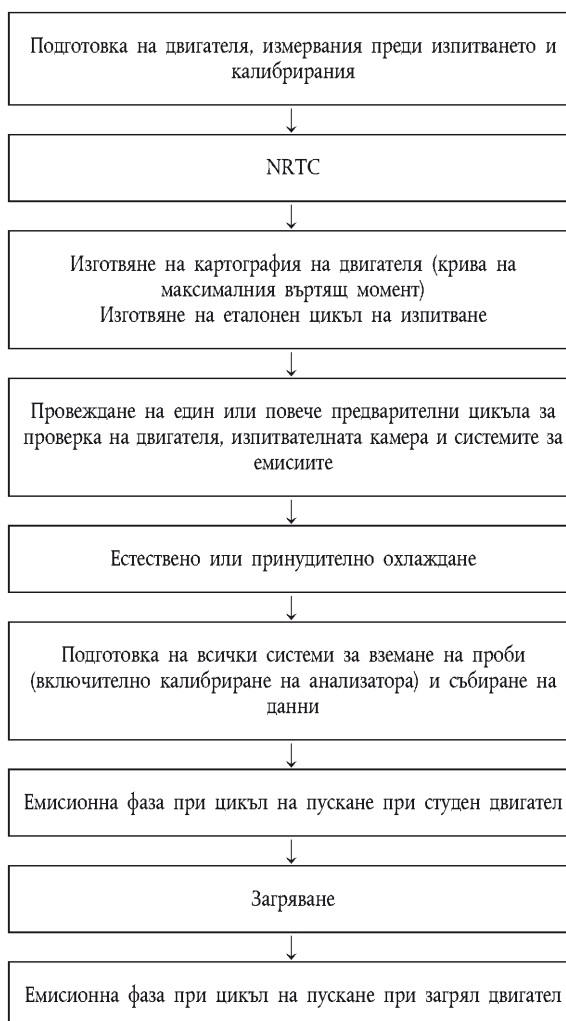 Подготовка на двигателя, измервания преди изпитването и
калибрирания
NRTC
Изготвяне на картография на двигателя (крива на
максималния въртящ момент)
Изготвяне на еталонен цикъл на изпитване
Провеждане на един или повече предварителни цикъла за
проверка на двигателя, изпитвателната камера и системите за
емисиите
Естествено или принудително охлаждане
Подготовка на всички системи за вземане на проби
(включително калибриране на анализатора) и събиране на
данни
Емисионна фаза при цикъл на пускане при студен двигател
Загряване
Емисионна фаза при цикъл на пускане при загрял двигател